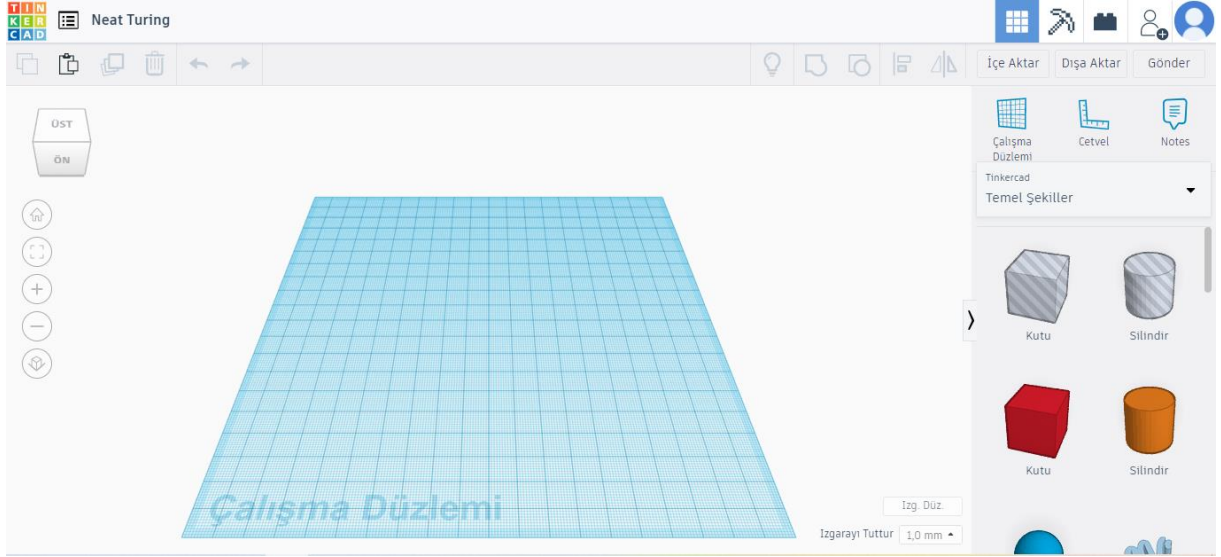 TIN
KER
CAD
Neat Turing
İçe Aktar
Dışa Aktar
Gönder
ÜST
ÖN
Çalışma
Düzlemi
Cetvel
Notes
Tinkercad
Temel Şekiller
Kutu
Silindir
Kutu
Silindir
Çalışma Düzlemi
Izg. Düz.
Izgarayı Tuttur
1,0 mm